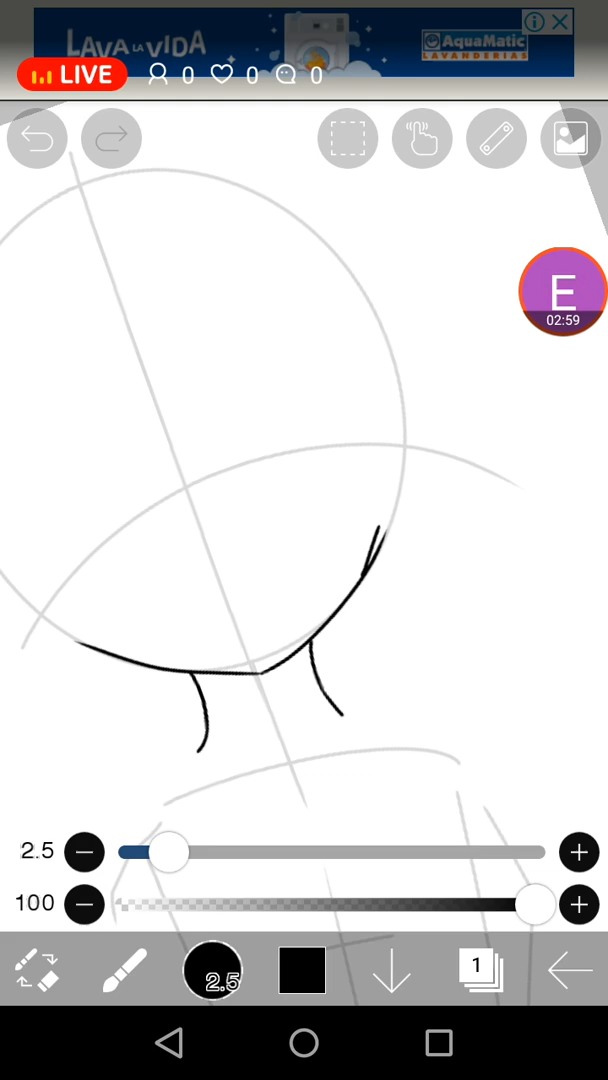 LAVA LA VIDA
AquaMatic
LAVANDERIAS
LIVE 0 0 0
E
02:59
2.5
100
2.5
1